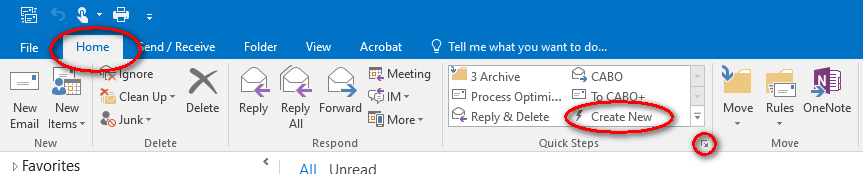 File Home Send / Receive Folder View Acrobat Tell me what you want to do...
New Email
New Items
Ignore
Clean Up
Junk
Delete
Delete
Reply
Reply All
Forward
Meeting
IM
More
Respond
3 Archive
CABO
Process Optimi...
To CABO+
Reply & Delete
Create New
Quick Steps
Move
Rules
OneNote
Move
Favorites
All Unread